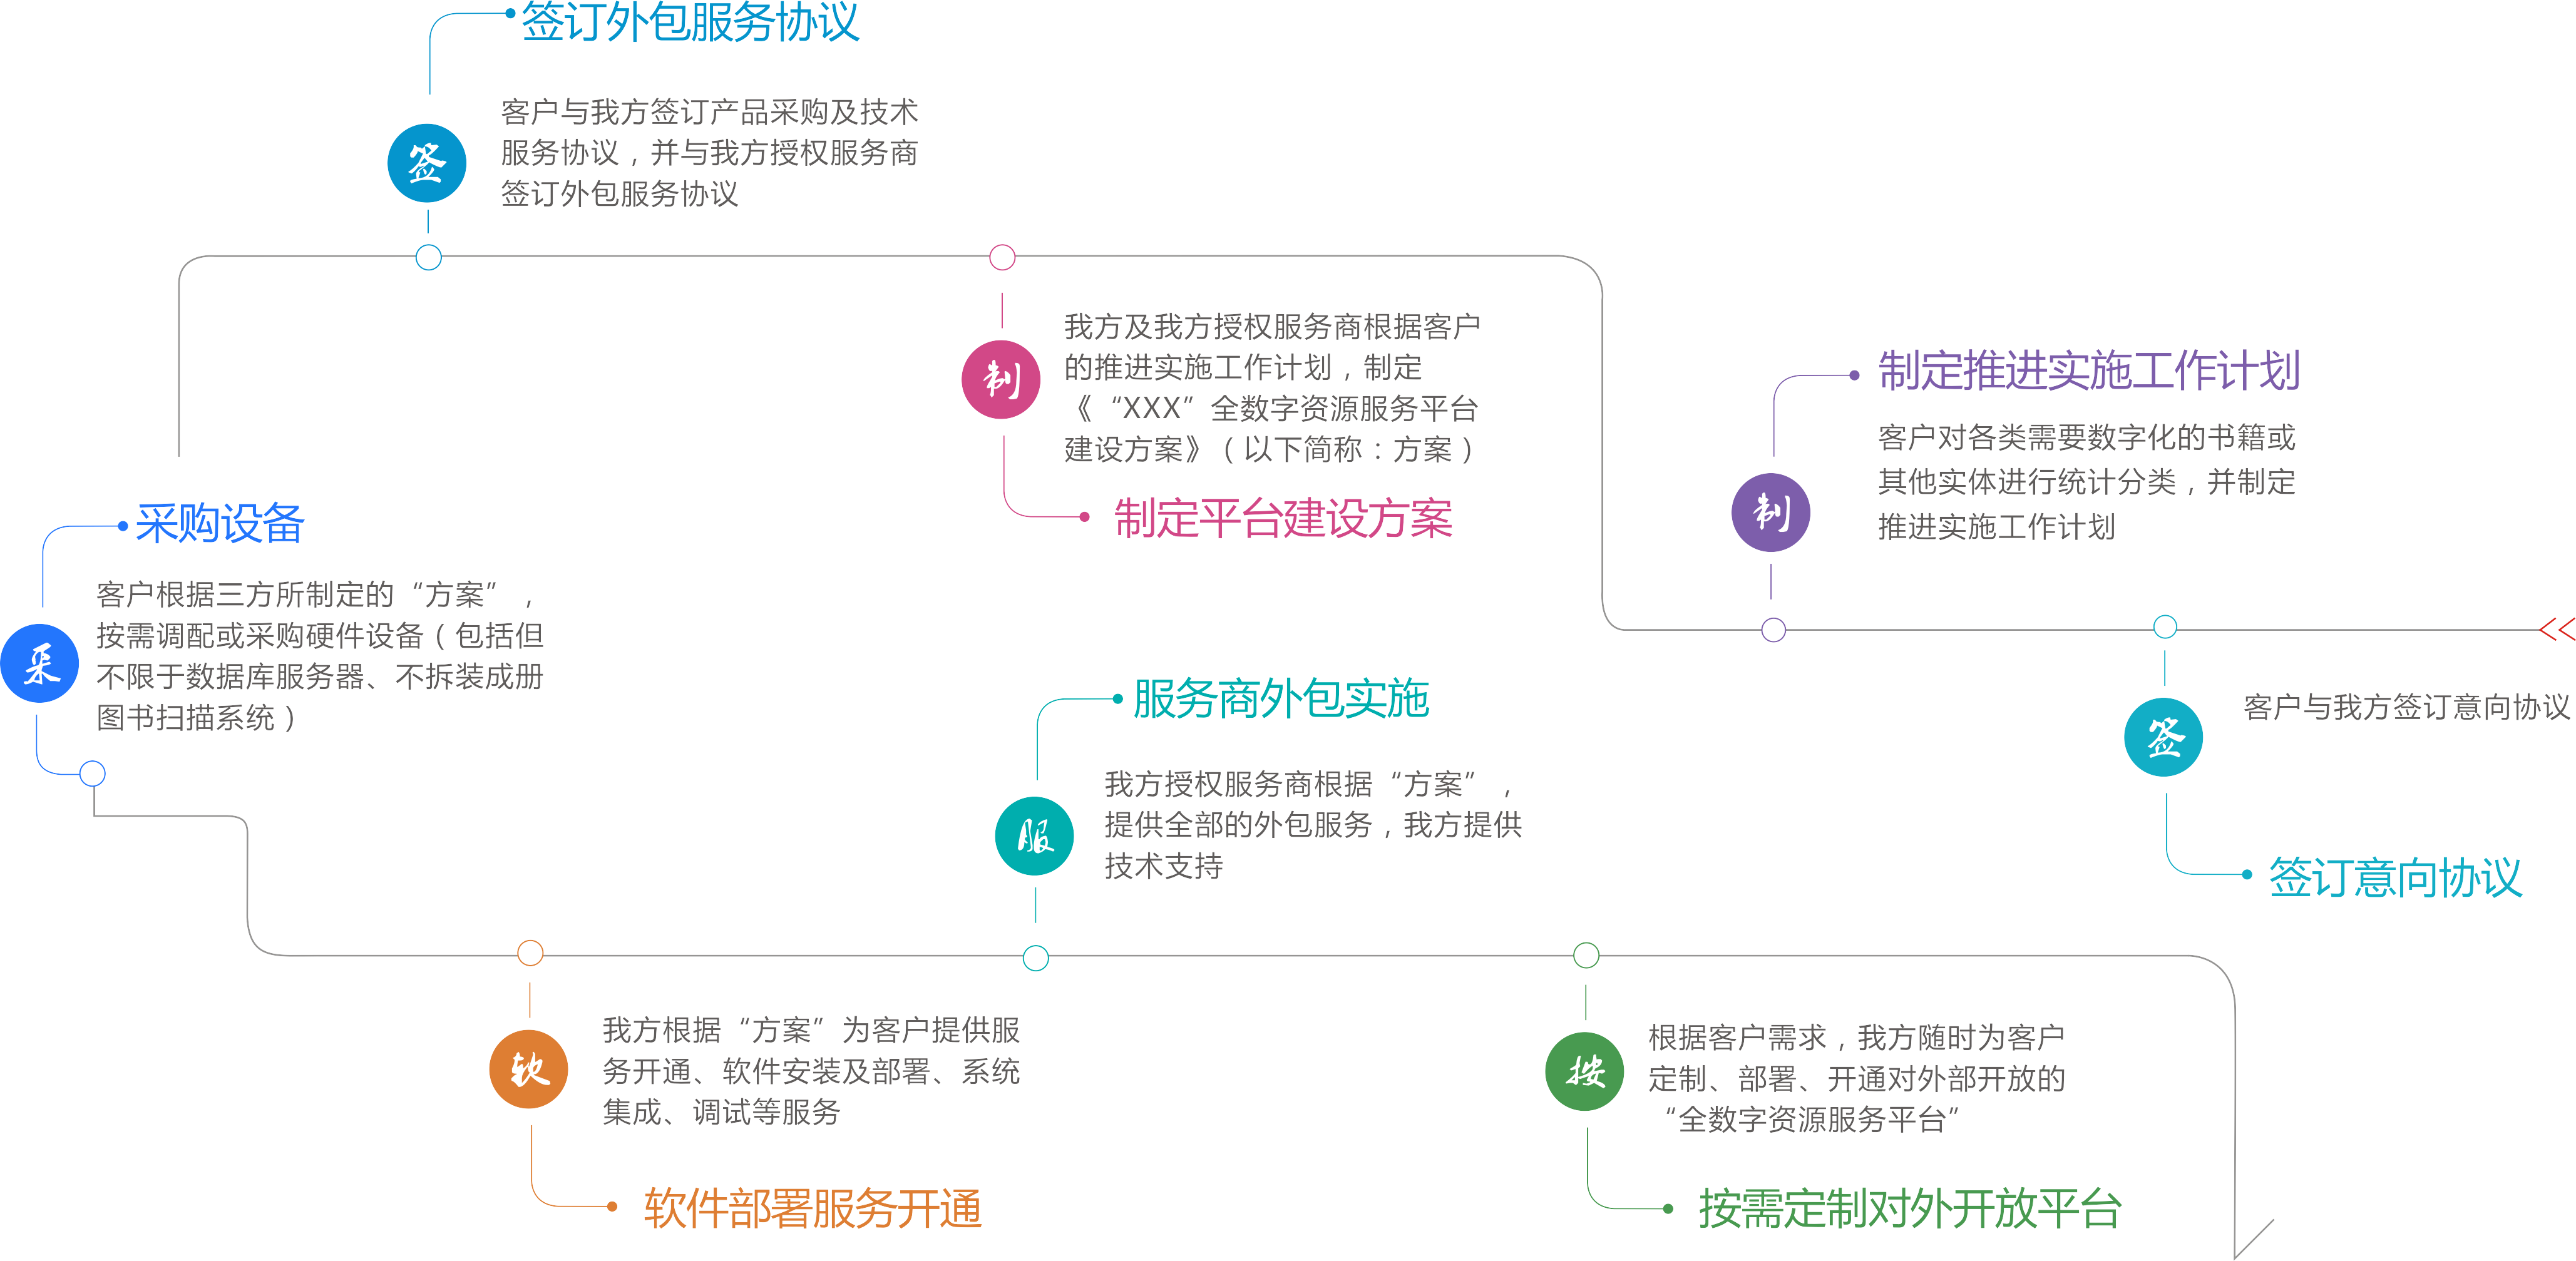 签订外包服务协议
签
客户与我方签订产品采购及技术
服务协议，并与我方授权服务商
签订外包服务协议
制
我方及我方授权服务商根据客户
的推进实施工作计划，制定
《“XXX”全数字资源服务平台
建设方案》（以下简称：方案）
制定平台建设方案
制定推进实施工作计划
制
客户对各类需要数字化的书籍或
其他实体进行统计分类，并制定
推进实施工作计划
采购设备
采
客户根据三方所制定的“方案”，
按需调配或采购硬件设备（包括但
不限于数据库服务器、不拆装成册
图书扫描系统）
服务商外包实施
服
我方授权服务商根据“方案”，
提供全部的外包服务，我方提供
技术支持
签
客户与我方签订意向协议
签订意向协议
软
我方根据“方案”为客户提供服
务开通、软件安装及部署、系统
集成、调试等服务
软件部署服务开通
按
根据客户需求，我方随时为客户
定制、部署、开通对外部开放的
“全数字资源服务平台”
按需定制对外开放平台